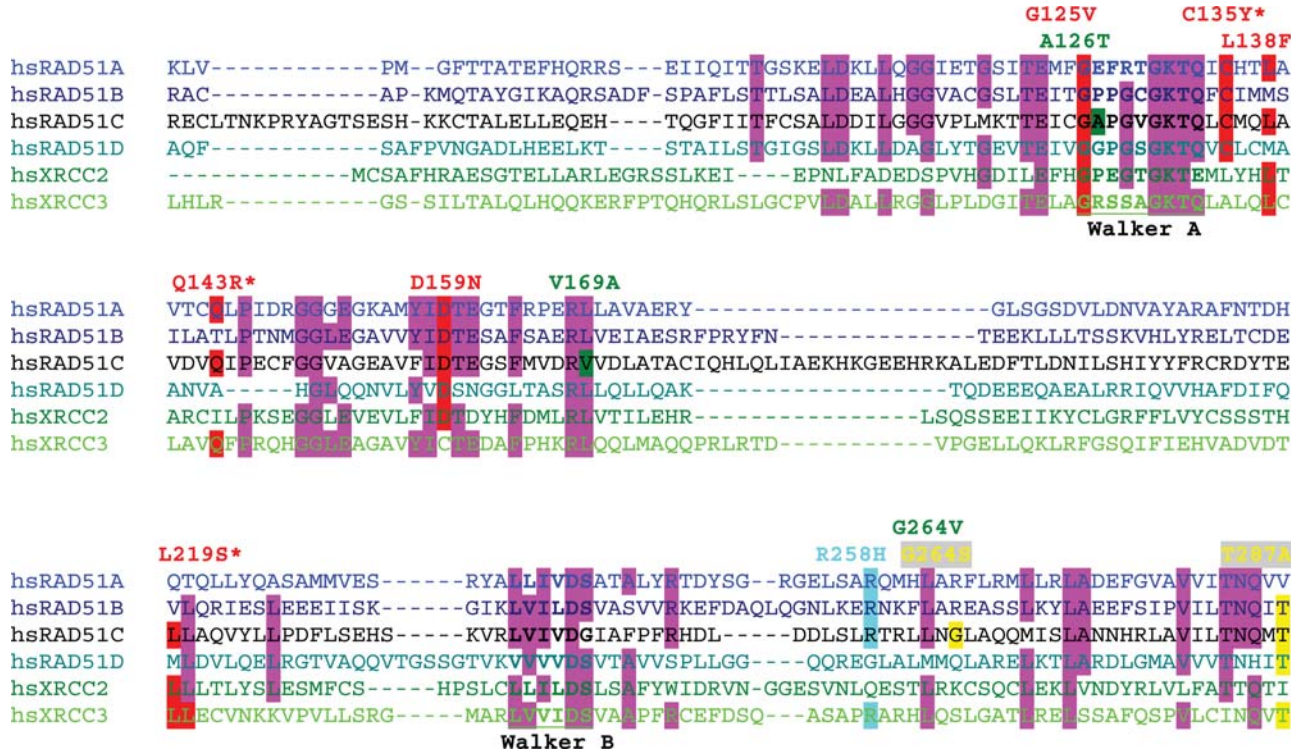 G125V C135Y*
A126T L138F
hsRAD51A KLV------------PM--GFTTATEFHQRRS---EIIQITTGSKELDKLLQGGIETGSITEMFGEFRTGKTQICHTLA
hsRAD51B RAC------------AP-KMQTAYGIKAQRSADF-SPAFLSTTLSALDEALHGGVACGSLTEITGPPGCGKTQFCIMMS
hsRAD51C RECLTNKPRYAGTSESH-KKCTALELLEQEH---TQGFIITFCSALDDILGGGVPLMKTTEICGAPGVGKTQLCMQLA
hsRAD51D AQF------------SAFPVNGADLHEELKT----STAILSTGIGSLDKLLDAGLYTGEVTEIVGGPGSGKTQVCLCMA
hsXRCC2 -------------MCSAFHRAESGTELLARLEGRSSLKEI----EPNLFADEDSPVHGDILEFHGPEGTGKTEMLYHLT
hsXRCC3 LHLR-----------GS-SILTALQLHQQKERFPTQHQRLSLGCPVLDALLRGGLPLDGITELAGRSSAGKTQLALQLC
Walker A
Q143R* D159N V169A
hsRAD51A VTCQLPIDRGGGEGKAMYIDTEGTFRPERLLAVAERY---------------------GLSGSDVLDNVAYARAFNTDH
hsRAD51B ILATLPTNMGGLEGAVVYIDTESAFSAERLVEIAESRFPRYFN--------------TEEKLLLTSSKVHLYRELTCDE
hsRAD51C VDVQIPECFGGVAGEAVFIDTEGSFMVDRVVDLATACIQHLQLIAEKHKGEEHRKALEDFTLDNILSHIYYFRCRDYTE
hsRAD51D ANVA-----HGLQQNVLYVDSNGGLTASRLLQLLQAK--------------------TQDEEEQAEALRRIQVVHAFDIFQ
hsXRCC2 ARCILPKSEGGLEVEVLFIDTDYHFDMLRLVTILEHR----------------LSQSSEEIIKYCLGRFFLVYCSSSTH
hsXRCC3 LAVQFPRQHGGLEAGAVYICTEDAFPHKRLQQLMAQQPRLRTD-----------VPGELLQKLRFGSQIFIEHVADVDT
G264V
L219S* R258H G264S T287A
hsRAD51A QTQLLYQASAMMVES------RYALLIVDSATALYRTDYSG--RGELSARQMHLARFLRMLLRLADEFGVAVVITNQVV
hsRAD51B VLQRIESLEEEIISK------GIKLVILDSVASVVRKEFDAQLQGNLKERNKFLAREASSLKYLAEEFSIPVILTNQIT
hsRAD51C LLAQVYLLPDFLSEHS-----KVRLVIVDGIAFPFRHDL-----DDLSLRTRLLNGLAQQMISLANNHRLAVILTNQMT
hsRAD51D MLDVLQELRGTVAQQVTGSSGTVKVVVVDSVTAVVSPLLGG----QQREGLALMMQLARELKTLARDLGMAVVVTNHIT
hsXRCC2 LLLTLYSLESMFCS-----HPSLCLLILDSLSAFYWIDRVN-GGESVNLQESTLRKCSQCLEKLVNDYRLVLFATTQTI
hsXRCC3 LLECVNKKVPVLLSRG-----MARLVVIDSVAAPFRCEFDSQ---ASAPRARHLQSLGATLRELSSAFQSPVLCINQVT
Walker B